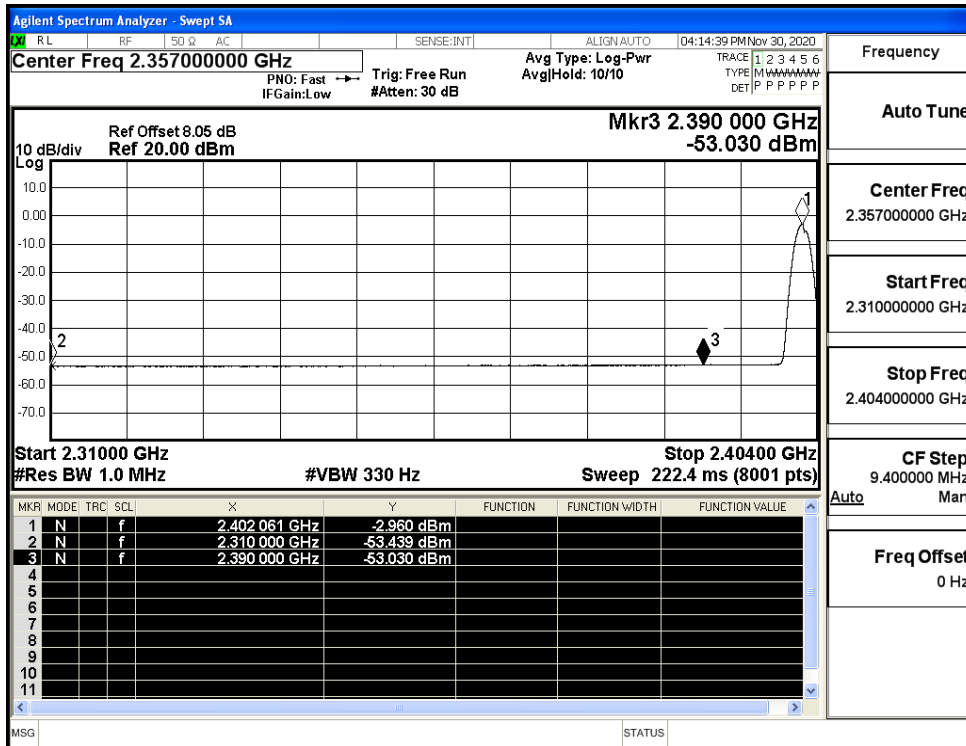 Agilent Spectrum Analyzer - Swept SA
LXI RL RF 50 Ω AC SENSE:INT ALIGN AUTO 04:14:39 PM Nov 30, 2020
Center Freq 2.357000000 GHz
PNO: Fast
IFGain:Low
Trig: Free Run
#Atten: 30 dB
Avg Type: Log-Pwr
Avg|Hold: 10/10
TRACE 1 2 3 4 5 6
TYPE M WWWWW
DET P P P P P P
Ref Offset 8.05 dB
10 dB/div Ref 20.00 dBm
Log
Mkr3 2.390 000 GHz
-53.030 dBm
10.0
0.00
-10.0
-20.0
-30.0
-40.0
-50.0
-60.0
-70.0
1
2
3
Start 2.31000 GHz Stop 2.40400 GHz
#Res BW 1.0 MHz #VBW 330 Hz Sweep 222.4 ms (8001 pts)
MKR MODE TRC SCL X Y FUNCTION FUNCTION WIDTH FUNCTION VALUE
1 N f 2.402 061 GHz -2.960 dBm
2 N f 2.310 000 GHz -53.439 dBm
3 N f 2.390 000 GHz -53.030 dBm
4
5
6
7
8
9
10
11
MSG STATUS
Frequency
Auto Tune
Center Freq
2.357000000 GHz
Start Freq
2.310000000 GHz
Stop Freq
2.404000000 GHz
CF Step
9.400000 MHz
Auto Man
Freq Offset
0 Hz